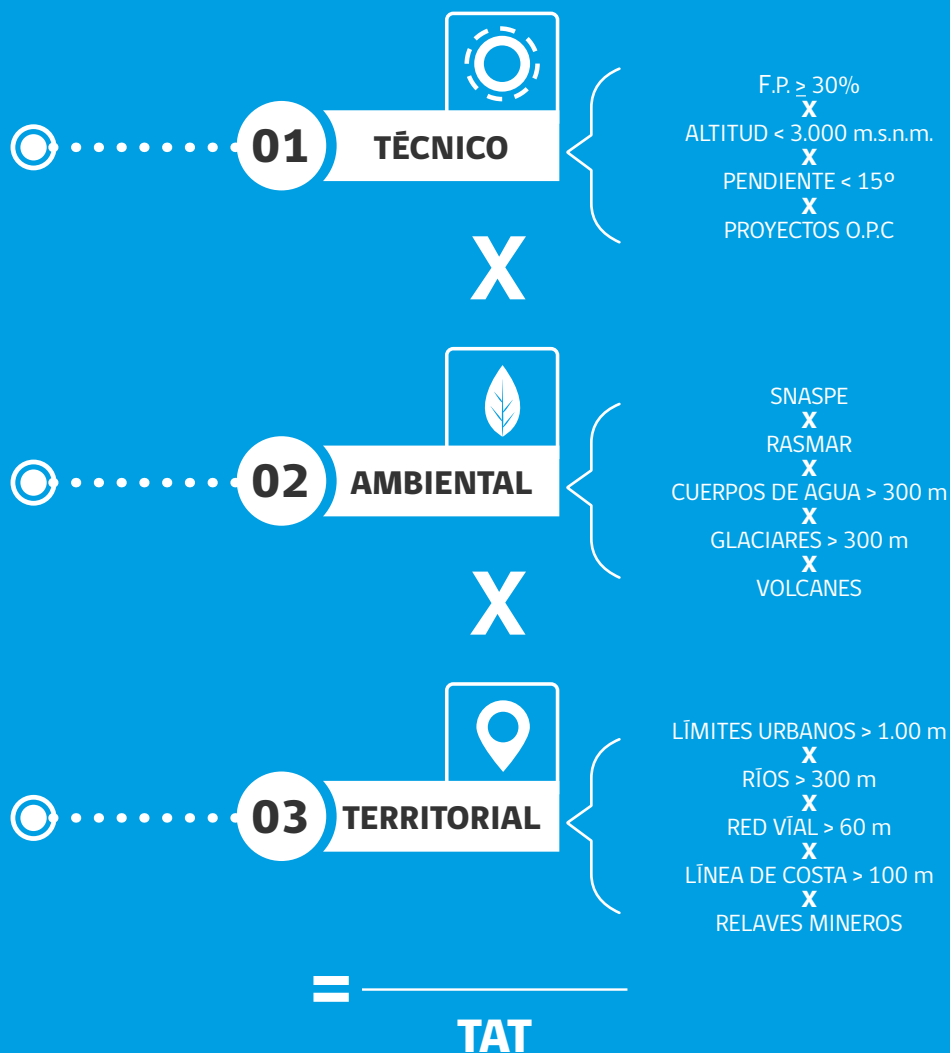 01
TÉCNICO
F.P. ≥ 30%
X
ALTITUD < 3.000 m.s.n.m.
X
PENDIENTE < 15º
X
PROYECTOS O.P.C
X
02
AMBIENTAL
SNASPE
X
RASMAR
X
CUERPOS DE AGUA > 300 m
X
GLACIARES > 300 m
X
VOLCANES
X
03
TERRITORIAL
LÍMITES URBANOS > 1.00 m
X
RÍOS > 300 m
X
RED VÍAL > 60 m
X
LÍNEA DE COSTA > 100 m
X
RELAVES MINEROS
=
TAT